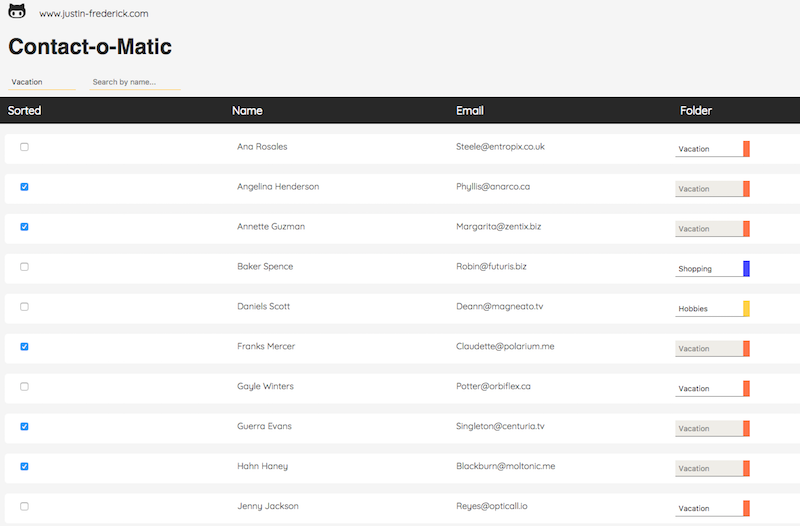 www.justin-frederick.com
Contact-o-Matic
Vacation Search by name...
Sorted Name Email Folder
Ana Rosales Steele@entropix.co.uk Vacation
Angelina Henderson Phyllis@anarco.ca Vacation
Annette Guzman Margarita@zentix.biz Vacation
Baker Spence Robin@futuris.biz Shopping
Daniels Scott Deann@magneato.tv Hobbies
Franks Mercer Claudette@polarium.me Vacation
Gayle Winters Potter@orbiflex.ca Vacation
Guerra Evans Singleton@centuria.tv Vacation
Hahn Haney Blackburn@moltonic.me Vacation
Jenny Jackson Reyes@opticall.io Vacation